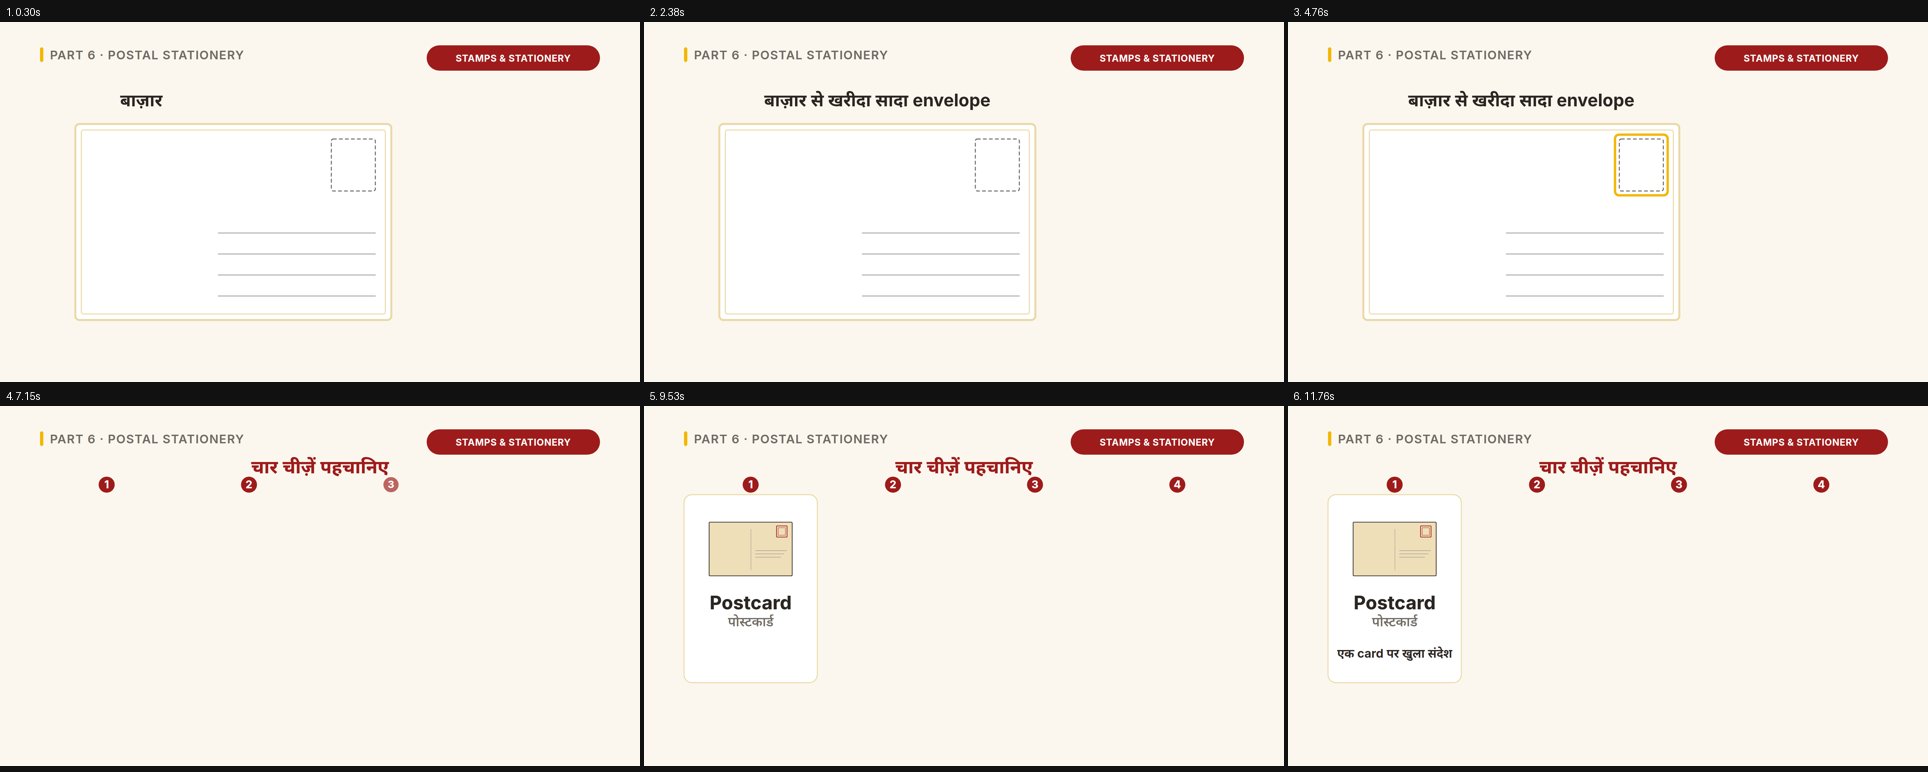 1. 0.30s
PART 6 · POSTAL STATIONERY
STAMPS & STATIONERY
बाज़ार
2. 2.38s
PART 6 · POSTAL STATIONERY
STAMPS & STATIONERY
बाज़ार से खरीदा सादा envelope
3. 4.76s
PART 6 · POSTAL STATIONERY
STAMPS & STATIONERY
बाज़ार से खरीदा सादा envelope
4. 7.15s
PART 6 · POSTAL STATIONERY
STAMPS & STATIONERY
चार चीज़ें पहचानिए
1 2 3
5. 9.53s
PART 6 · POSTAL STATIONERY
STAMPS & STATIONERY
चार चीज़ें पहचानिए
1 2 3 4
Postcard
पोस्टकार्ड
6. 11.76s
PART 6 · POSTAL STATIONERY
STAMPS & STATIONERY
चार चीज़ें पहचानिए
1 2 3 4
Postcard
पोस्टकार्ड
एक card पर खुला संदेश